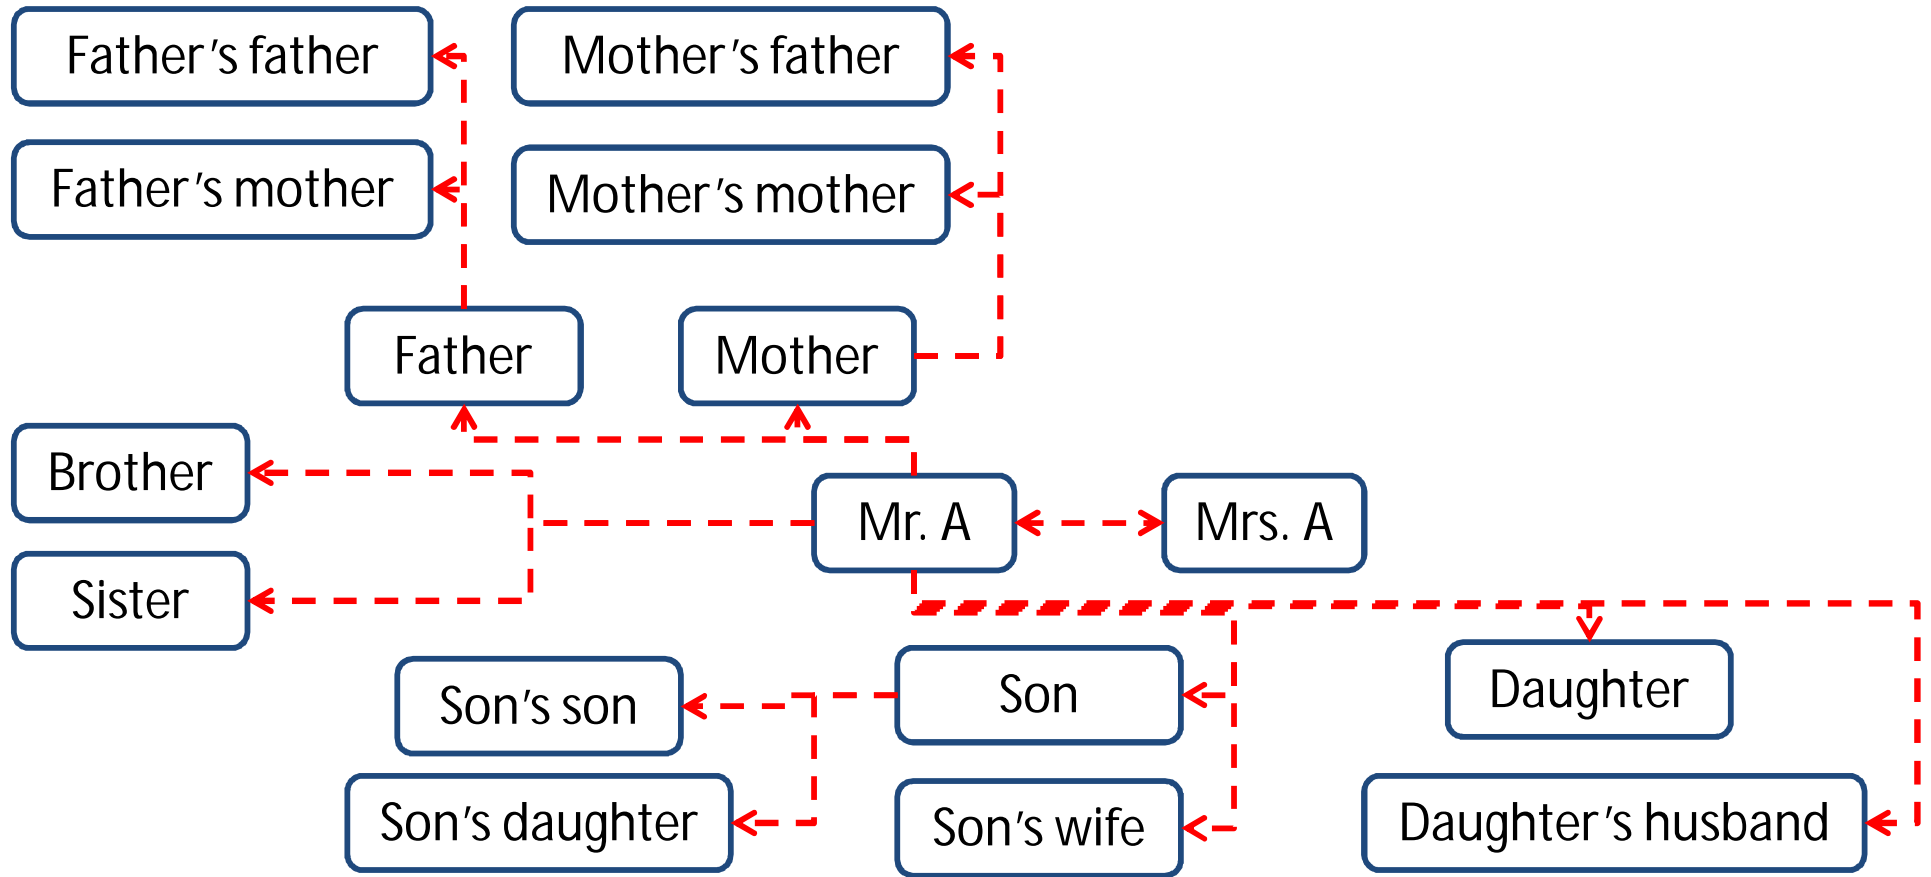 Father’s father
Mother’s father
Father’s mother
Mother’s mother
Father
Mother
Brother
Mr. A
Mrs. A
Sister
Son’s son
Son
Daughter
Son’s daughter
Son’s wife
Daughter’s husband